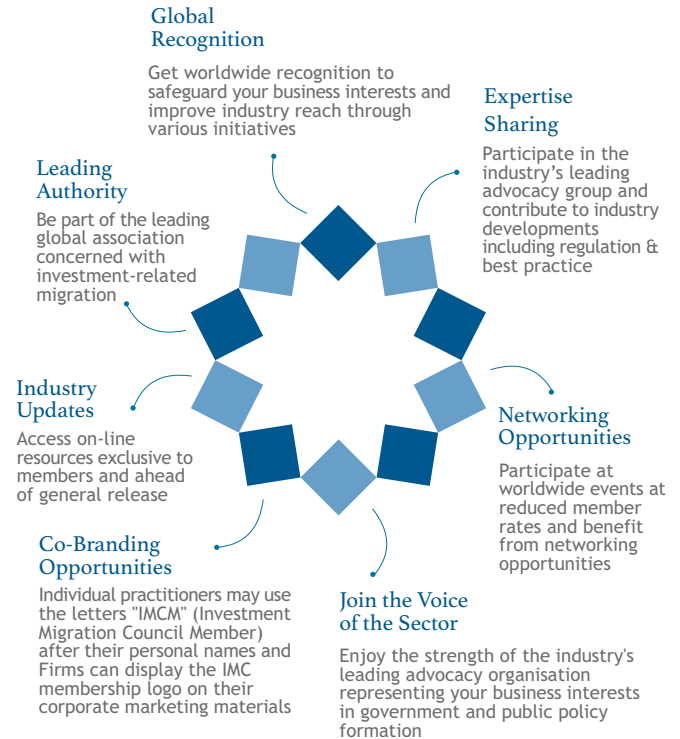 Global
Recognition
Get worldwide recognition to
safeguard your business interests and
improve industry reach through
various initiatives
Expertise
Sharing
Participate in the
industry’s leading
advocacy group and
contribute to industry
developments
including regulation &
best practice
Leading
Authority
Be part of the leading
global association
concerned with
investment-related
migration
Industry
Updates
Access on-line
resources exclusive to
members and ahead
of general release
Networking
Opportunities
Participate at
worldwide events at
reduced member
rates and benefit
from networking
opportunities
Co-Branding
Opportunities
Individual practitioners may use
the letters "IMCM" (Investment
Migration Council Member)
after their personal names and
Firms can display the IMC
membership logo on their
corporate marketing materials
Join the Voice
of the Sector
Enjoy the strength of the industry's
leading advocacy organisation
representing your business interests
in government and public policy
formation